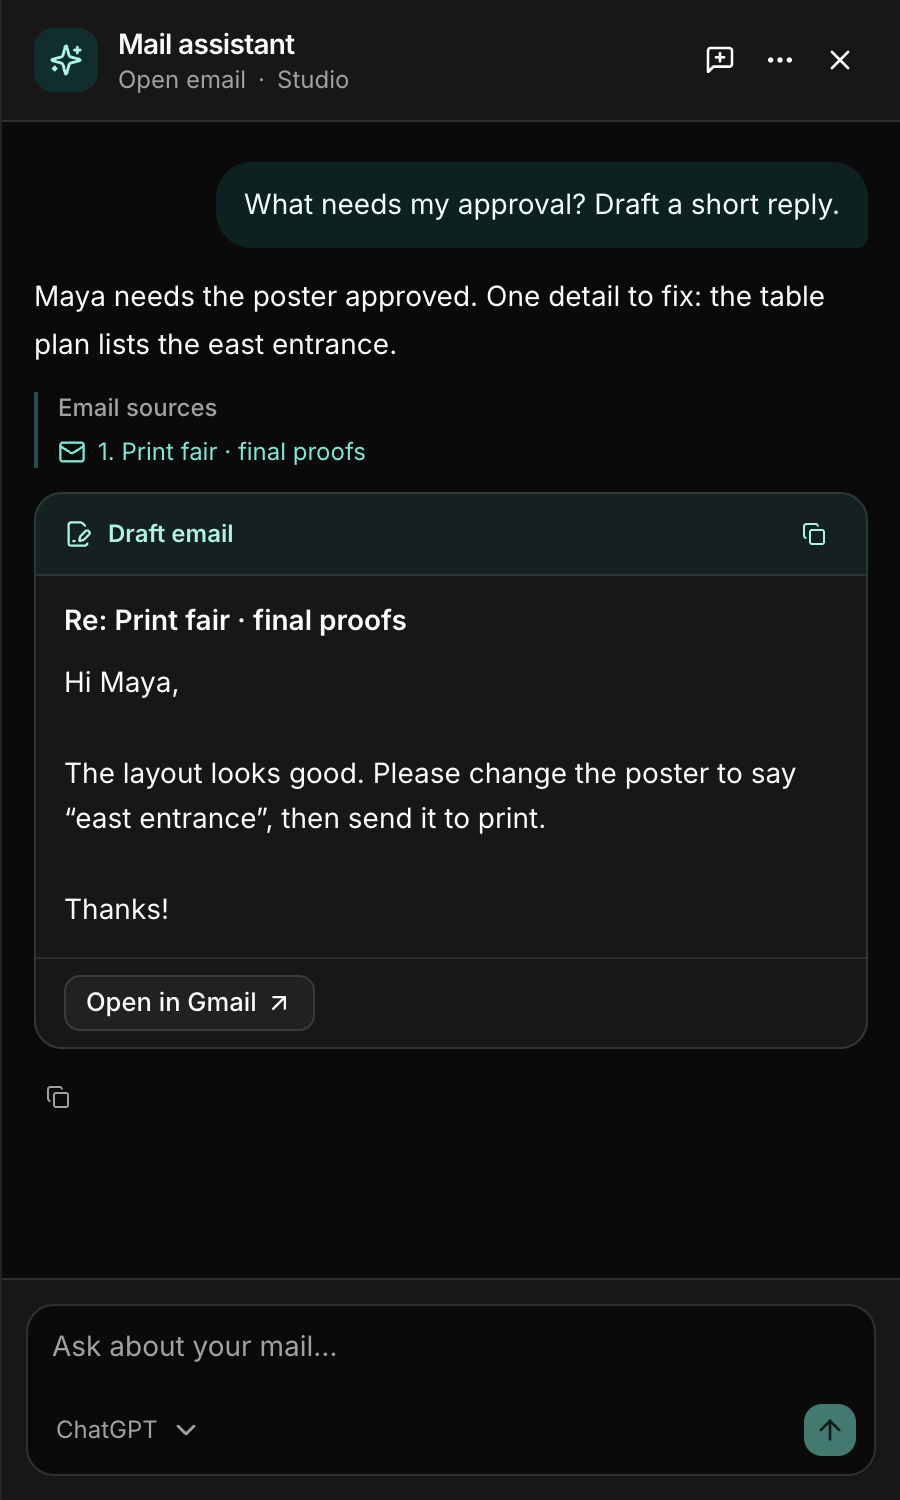 Mail assistant
Open email · Studio
What needs my approval? Draft a short reply.
Maya needs the poster approved. One detail to fix: the table
plan lists the east entrance.
Email sources
1. Print fair · final proofs
Draft email
Re: Print fair · final proofs
Hi Maya,
The layout looks good. Please change the poster to say
“east entrance”, then send it to print.
Thanks!
Open in Gmail
Ask about your mail...
ChatGPT